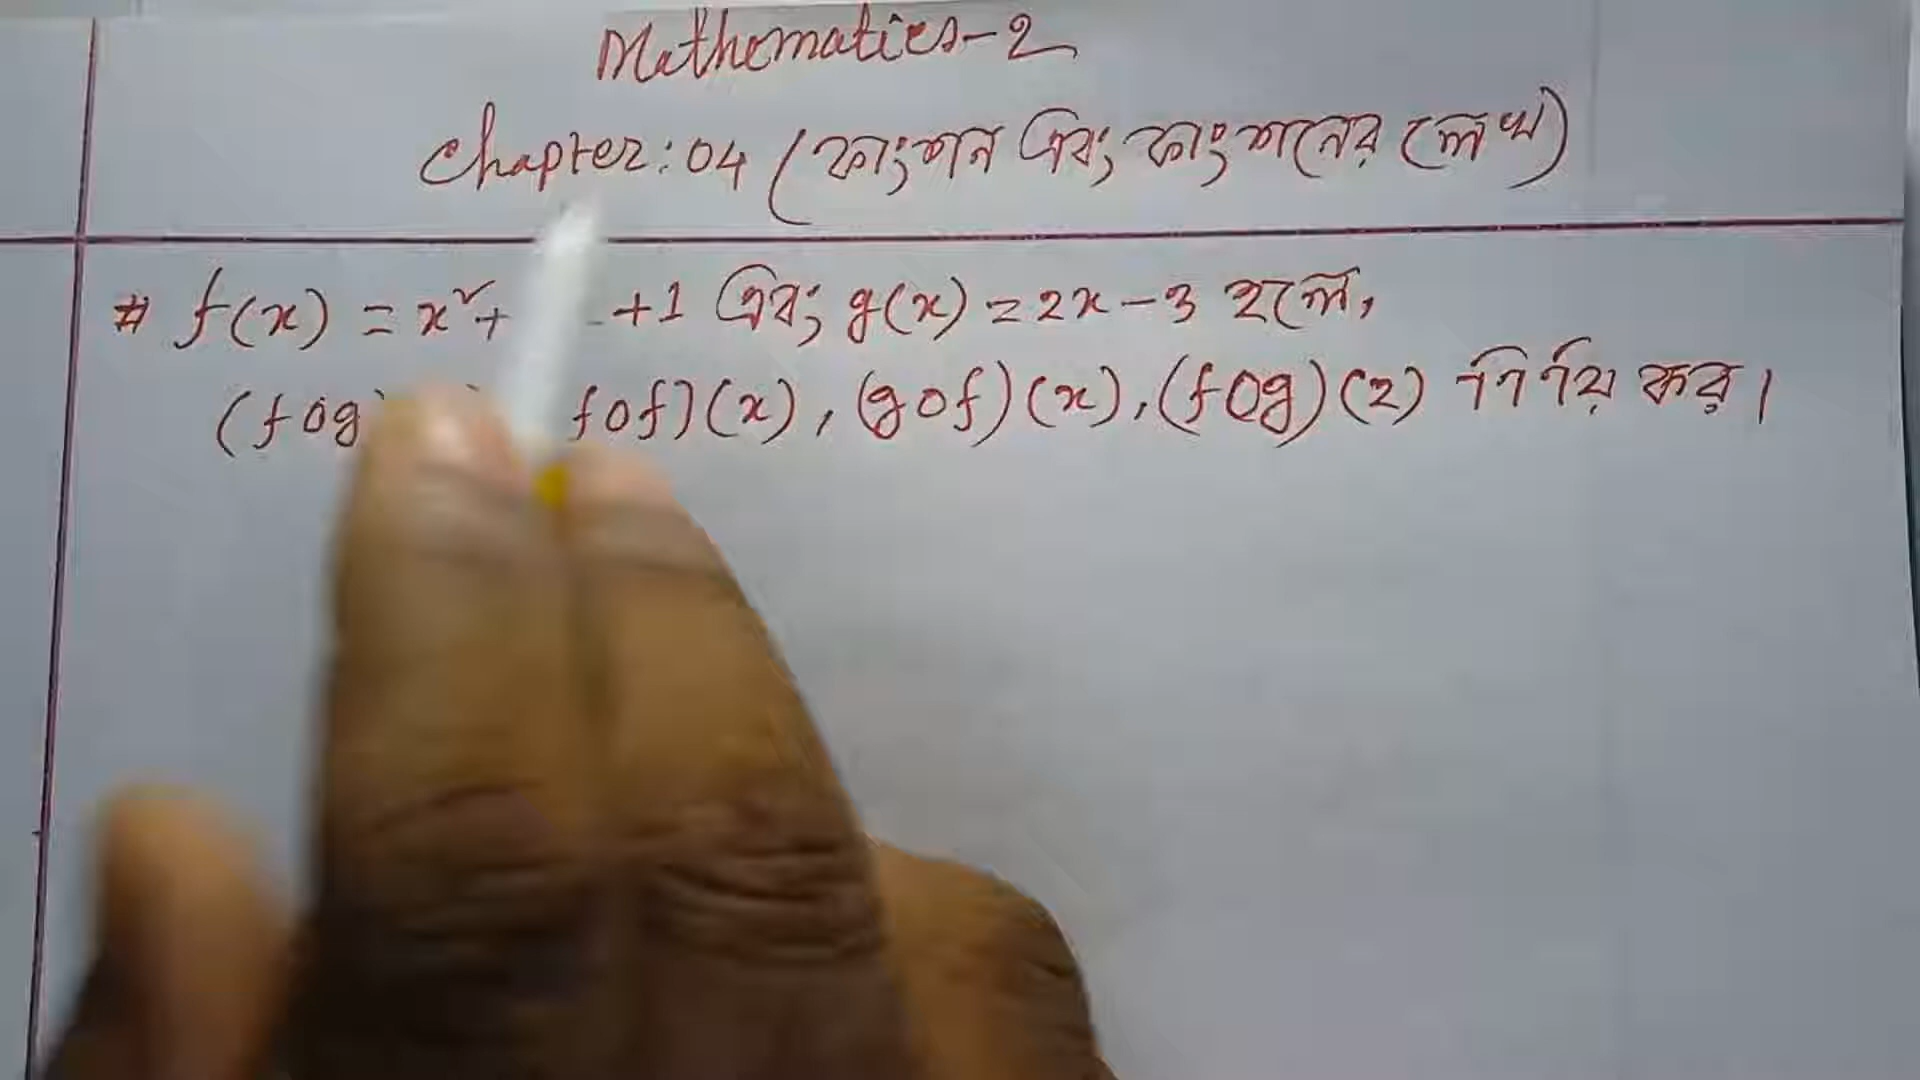 Mathematics-2
Chapter: 04 (ফাংশন এবং ফাংশনের লেখ)
# f(x) = x²+ +1 এবং g(x) = 2x-3 হলে,
(fog) fof)(x), (gof)(x), (fog)(2) নির্ণয় কর।